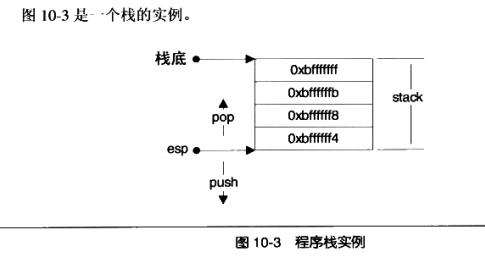 图 10-3 是一个栈的实例。
栈底
0xbfffffff
0xbffffffb
0xbffffff8
0xbffffff4
stack
pop
esp
push
图 10-3 程序栈实例